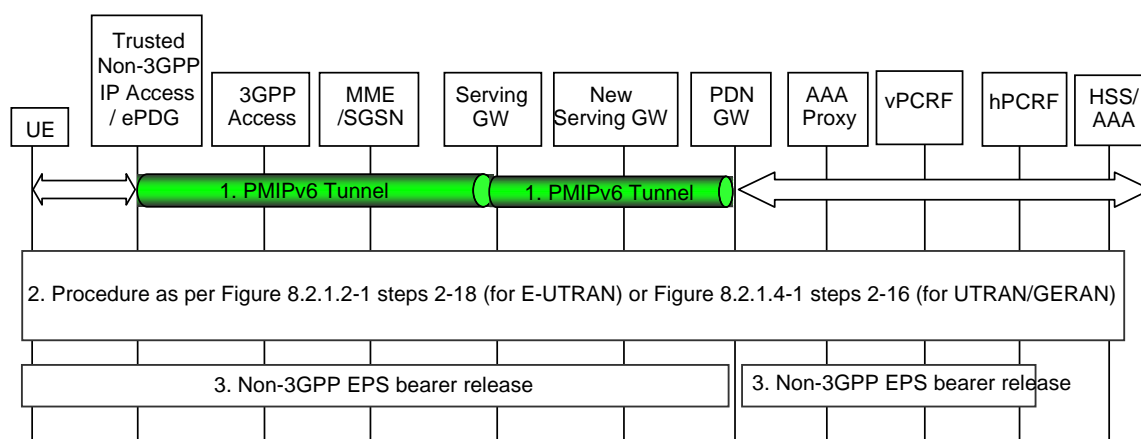 Trusted
Non-3GPP
IP Access
/ ePDG
UE
3GPP
Access
MME
/SGSN
Serving
GW
New
Serving GW
PDN
GW
AAA
Proxy
vPCRF
hPCRF
HSS/
AAA
1. PMIPv6 Tunnel
1. PMIPv6 Tunnel
2. Procedure as per Figure 8.2.1.2-1 steps 2-18 (for E-UTRAN) or Figure 8.2.1.4-1 steps 2-16 (for UTRAN/GERAN)
3. Non-3GPP EPS bearer release
3. Non-3GPP EPS bearer release